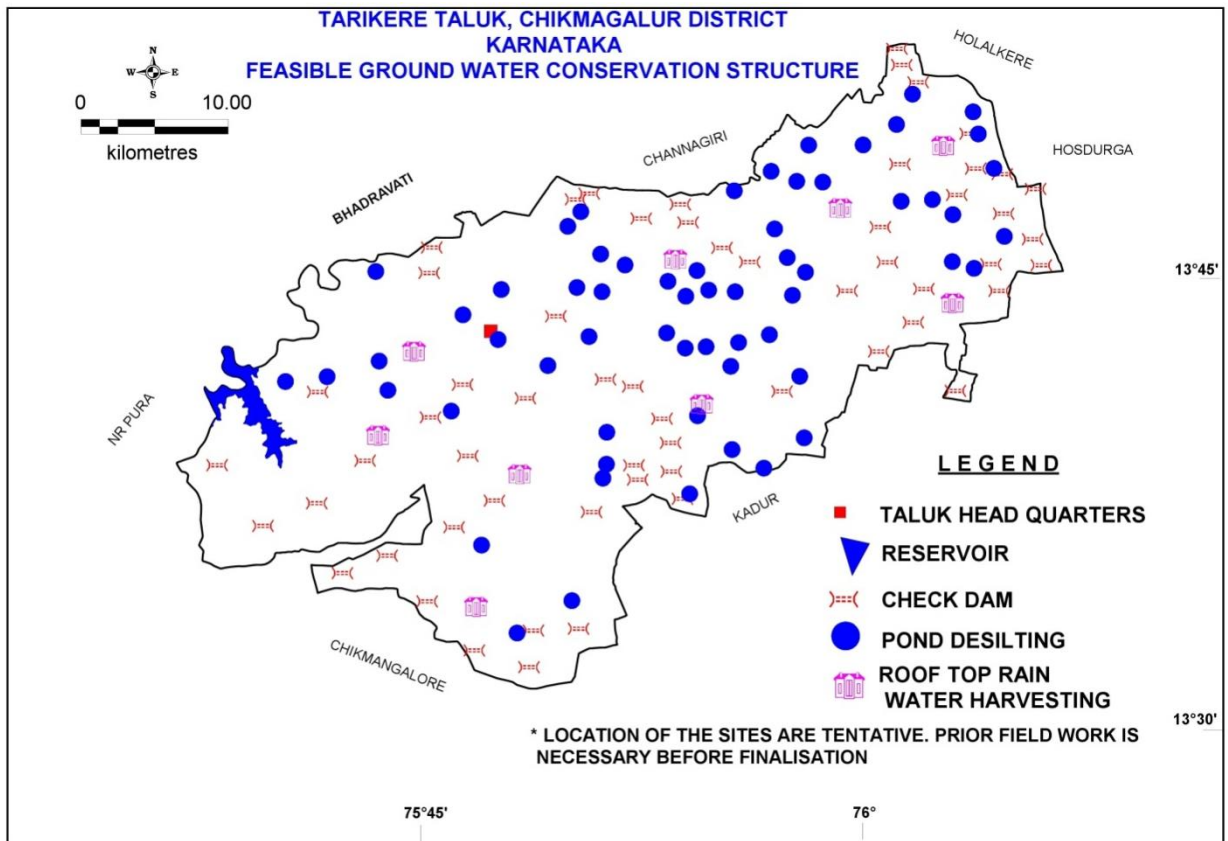 TARIKERE TALUK, CHIKMAGALUR DISTRICT
KARNATAKA
FEASIBLE GROUND WATER CONSERVATION STRUCTURE
N
W E
S
0 10.00
kilometres
HOLALKERE
CHANNAGIRI
HOSDURGA
BHADRAVATI
13°45'
NR PURA
KADUR
CHIKMANGALORE
L E G E N D
TALUK HEAD QUARTERS
RESERVOIR
CHECK DAM
POND DESILTING
ROOF TOP RAIN
WATER HARVESTING
* LOCATION OF THE SITES ARE TENTATIVE. PRIOR FIELD WORK IS
NECESSARY BEFORE FINALISATION
13°30'
75°45' 76°